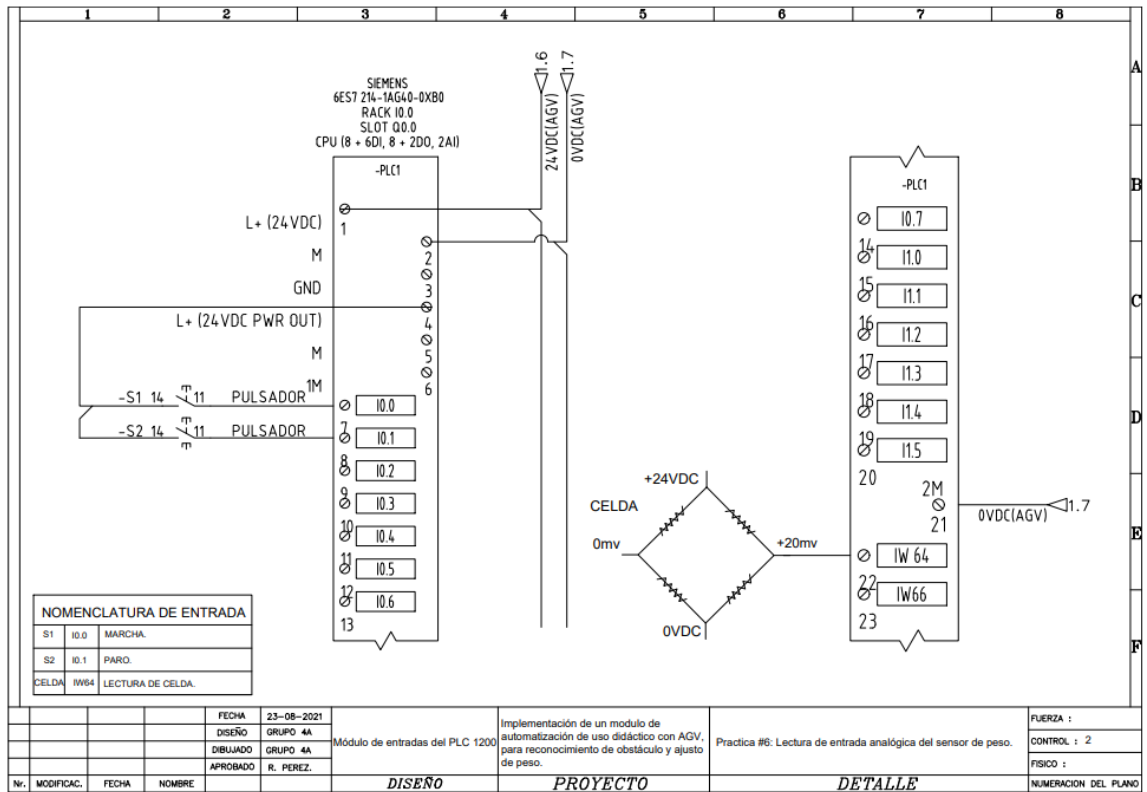 1 2 3 4 5 6 7 8
A
B
C
D
E
F
SIEMENS
6ES7 214-1AG40-0XB0
RACK I0.0
SLOT Q0.0
CPU (8 + 6DI, 8 + 2DO, 2AI)
-PLC1
L+ (24VDC)
1
M
2
GND
3
L+ (24VDC PWR OUT)
4
M
5
1M
6
-S1 14 11 PULSADOR
I0.0
7
-S2 14 11 PULSADOR
I0.1
8
I0.2
9
I0.3
10
I0.4
11
I0.5
12
I0.6
13
1.6
1.7
24VDC(AGV)
0VDC(AGV)
-PLC1
I0.7
14
I1.0
15
I1.1
16
I1.2
17
I1.3
18
I1.4
19
I1.5
20
2M
21
0VDC(AGV)
1.7
IW 64
22
IW66
23
+24VDC
CELDA
0mv
+20mv
0VDC
NOMENCLATURA DE ENTRADA
S1 I0.0 MARCHA.
S2 I0.1 PARO.
CELDA IW64 LECTURA DE CELDA.
FECHA 23-08-2021
DISEÑO GRUPO 4A
DIBUJADO GRUPO 4A
APROBADO R. PEREZ.
Nr. MODIFICAC. FECHA NOMBRE
Módulo de entradas del PLC 1200
DISEÑO
Implementación de un modulo de
automatización de uso didáctico con AGV,
para reconocimiento de obstáculo y ajusto
de peso.
PROYECTO
Practica #6: Lectura de entrada analógica del sensor de peso.
DETALLE
FUERZA :
CONTROL : 2
FISICO :
NUMERACION DEL PLANO